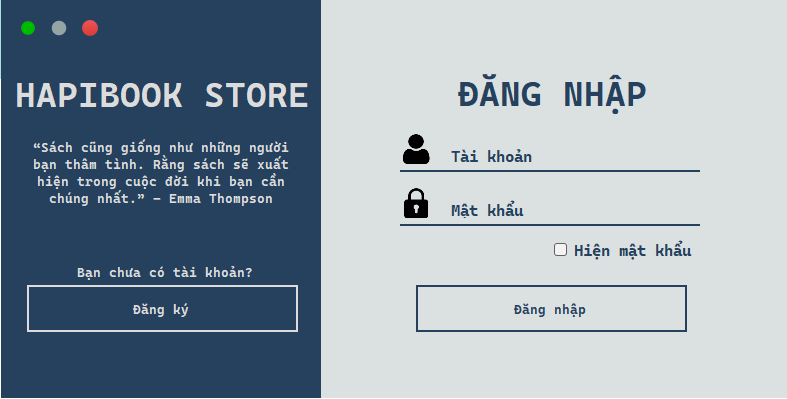 HAPIBOOK STORE
“Sách cũng giống như những người
bạn thâm tình. Rằng sách sẽ xuất
hiện trong cuộc đời khi bạn cần
chúng nhất.” – Emma Thompson
Bạn chưa có tài khoản?
Đăng ký
ĐĂNG NHẬP
Tài khoản
Mật khẩu
Hiện mật khẩu
Đăng nhập